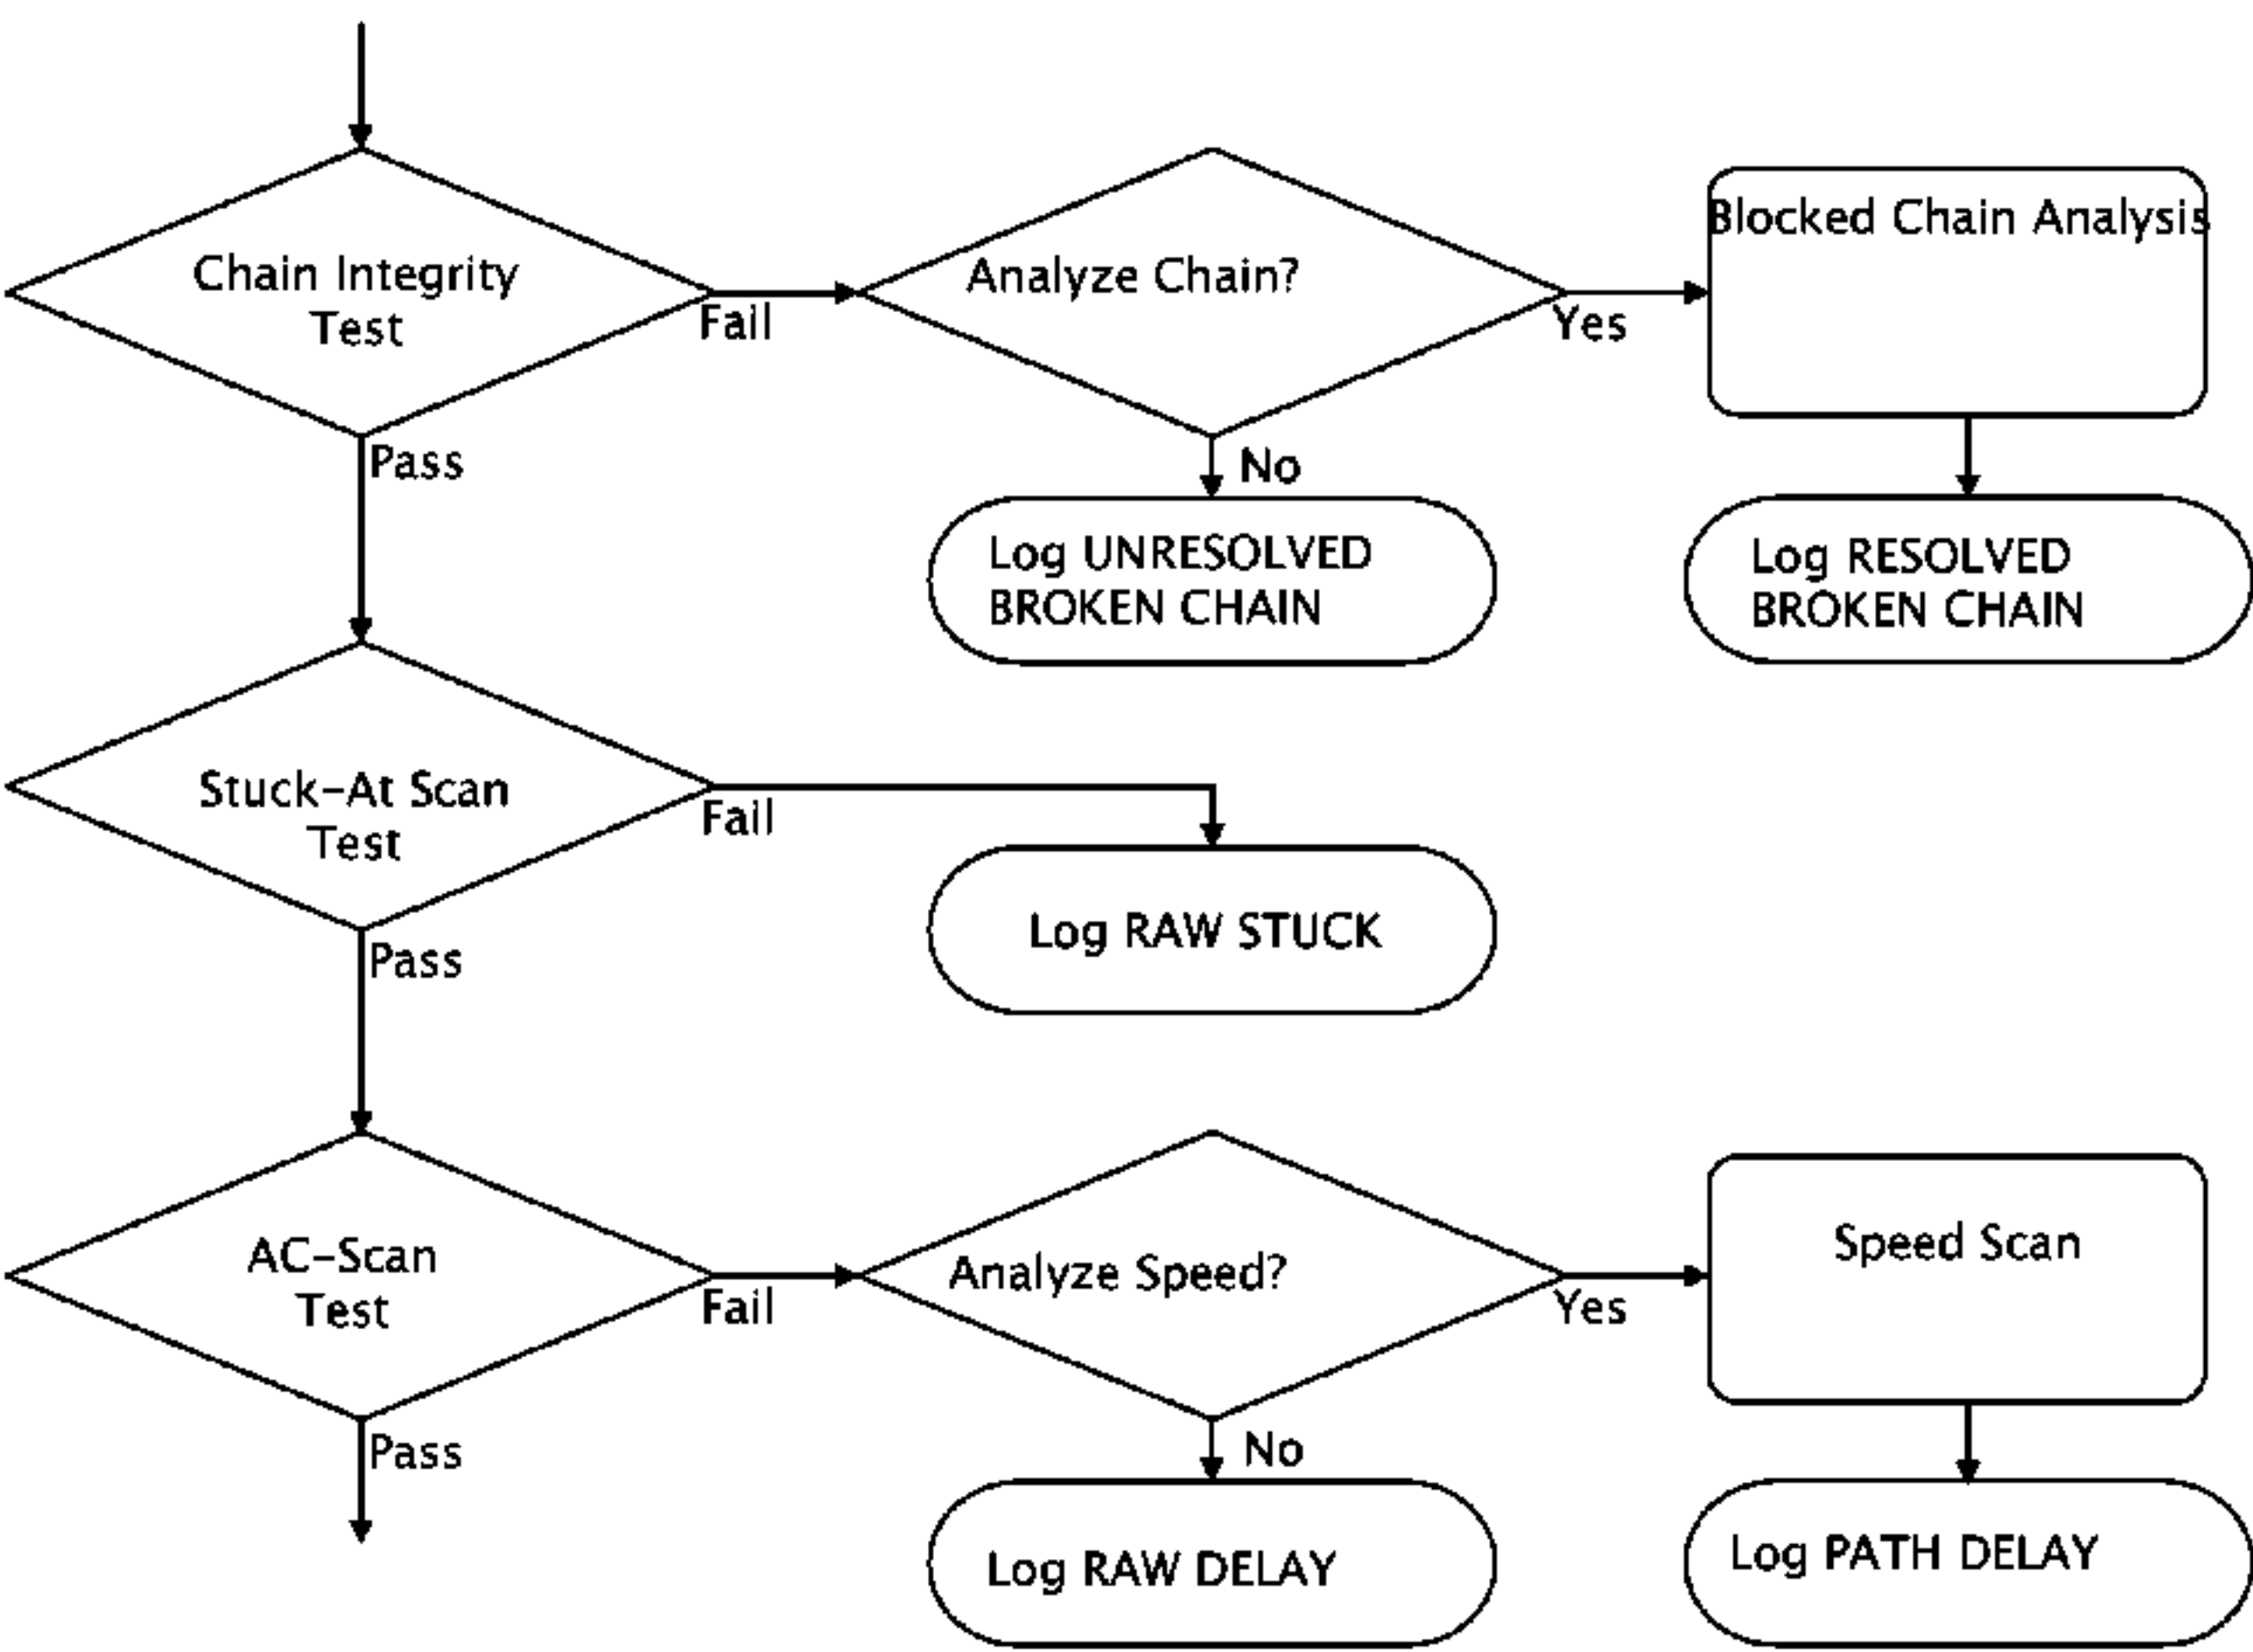 Chain Integrity
Test
Fail
Pass
Analyze Chain?
Yes
No
Blocked Chain Analysis
Log UNRESOLVED
BROKEN CHAIN
Log RESOLVED
BROKEN CHAIN
Stuck-At Scan
Test
Fail
Pass
Log RAW STUCK
AC-Scan
Test
Fail
Pass
Analyze Speed?
Yes
No
Speed Scan
Log RAW DELAY
Log PATH DELAY